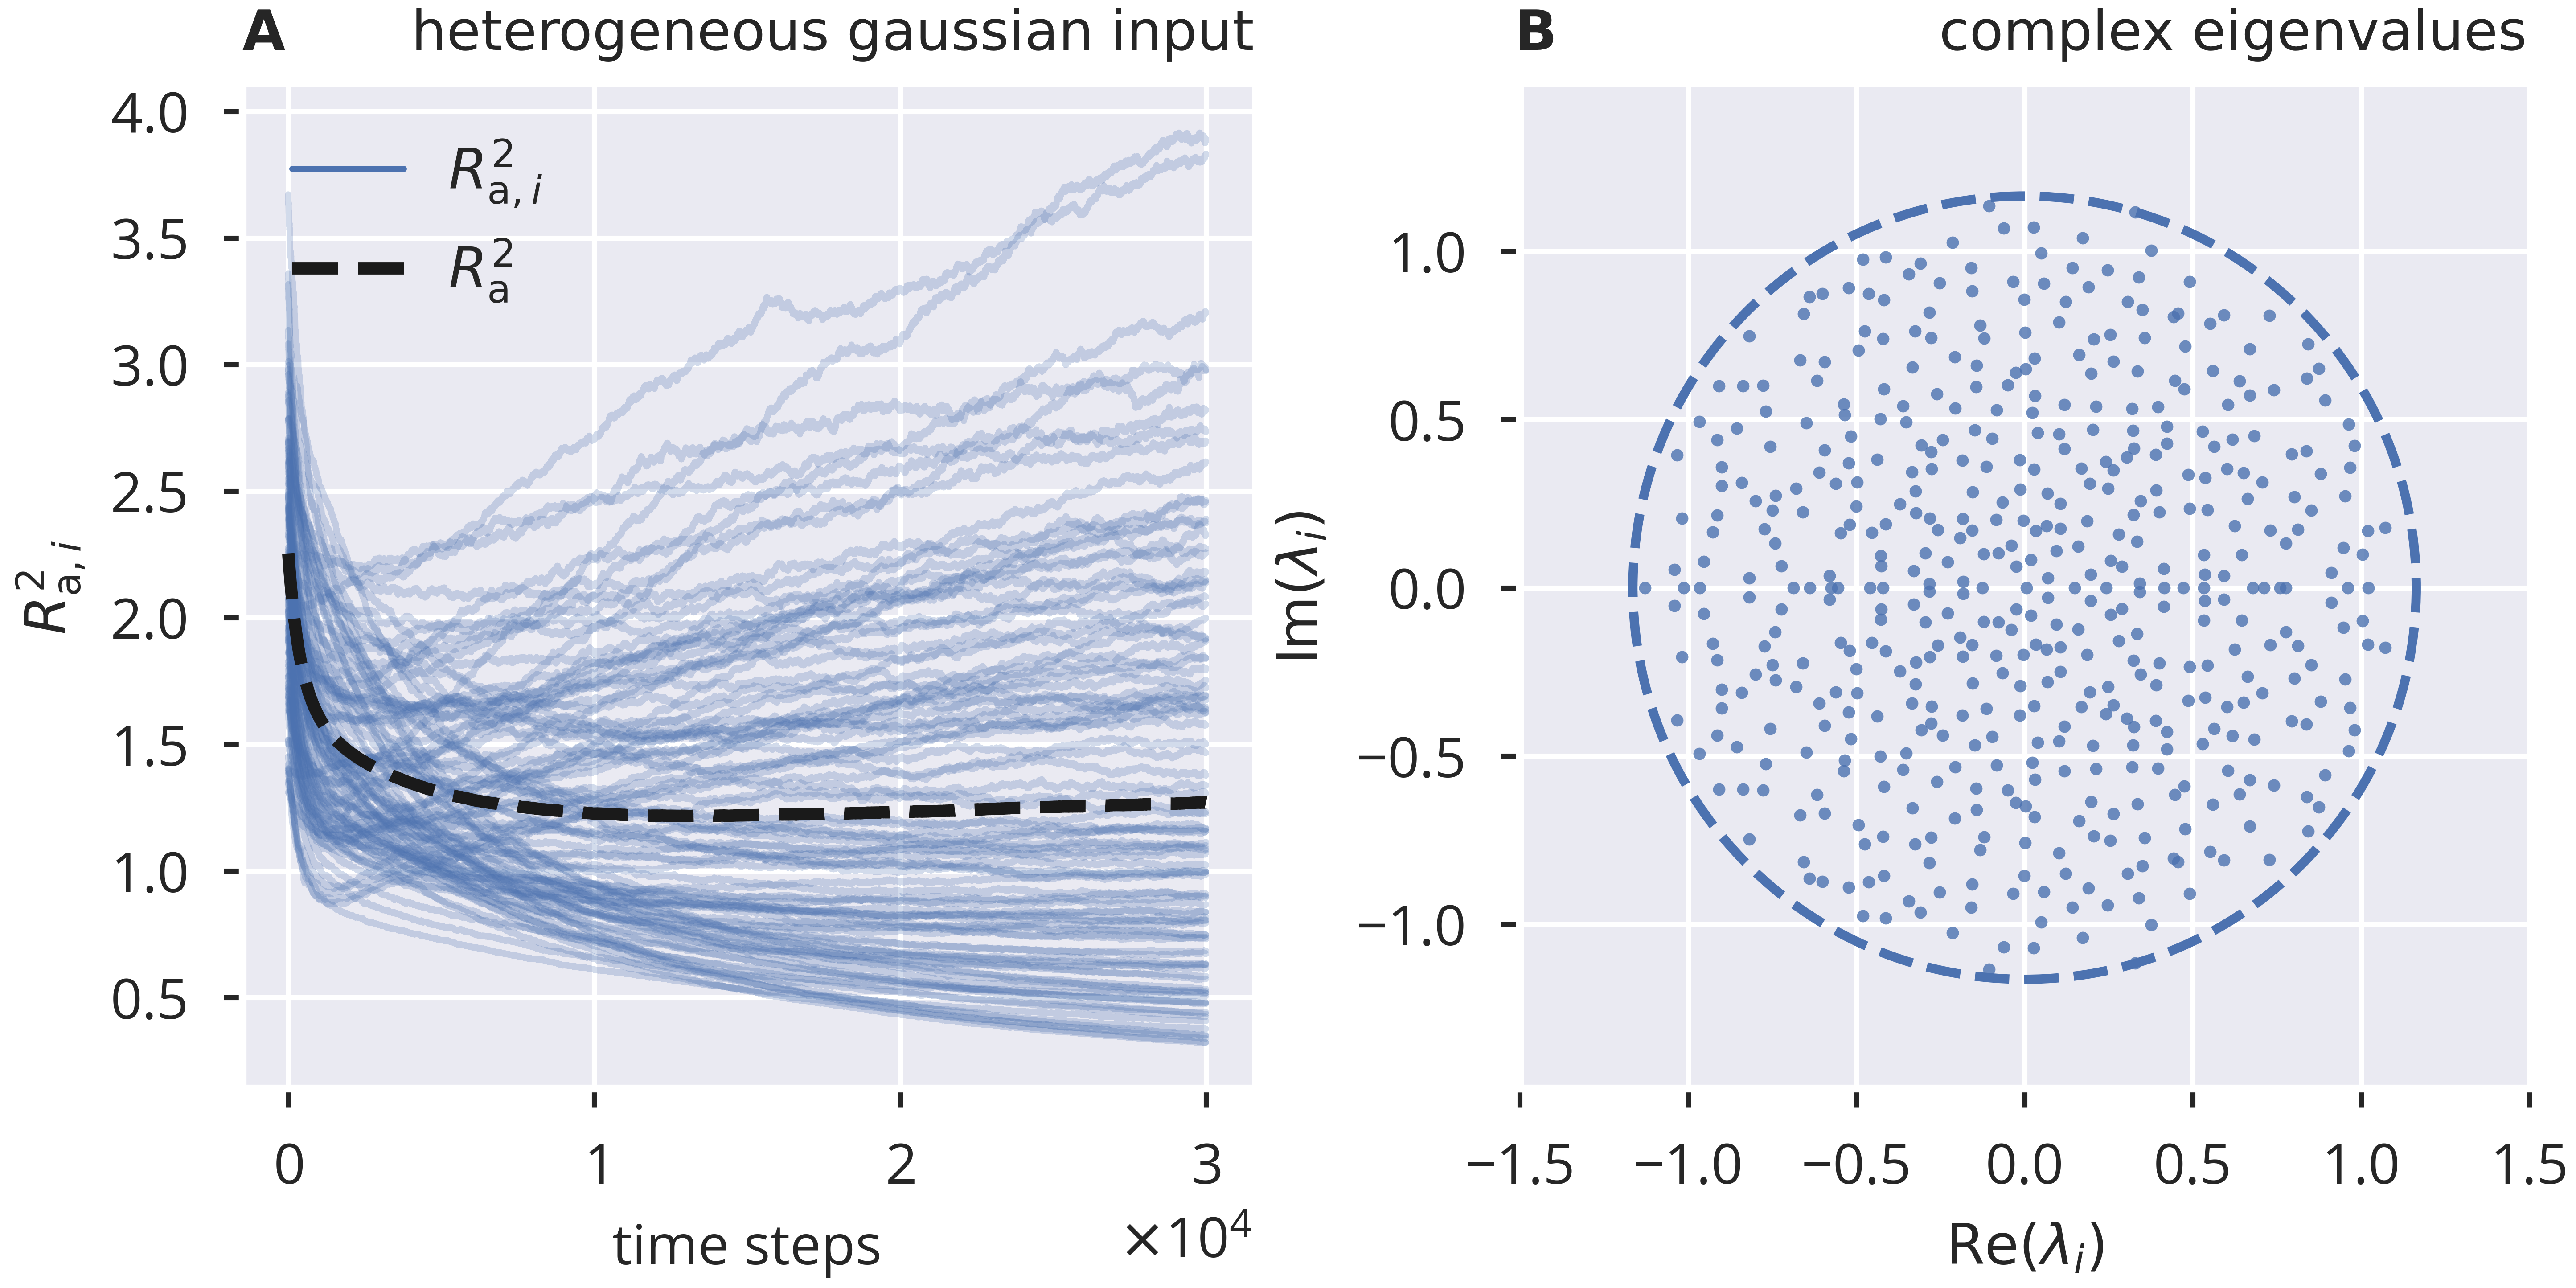 A heterogeneous gaussian input
R²a, i
R²a
R²a, i
4.0
3.5
3.0
2.5
2.0
1.5
1.0
0.5
0 1 2 3
time steps ×10⁴
B complex eigenvalues
Im(λi)
1.0
0.5
0.0
−0.5
−1.0
−1.5 −1.0 −0.5 0.0 0.5 1.0 1.5
Re(λi)